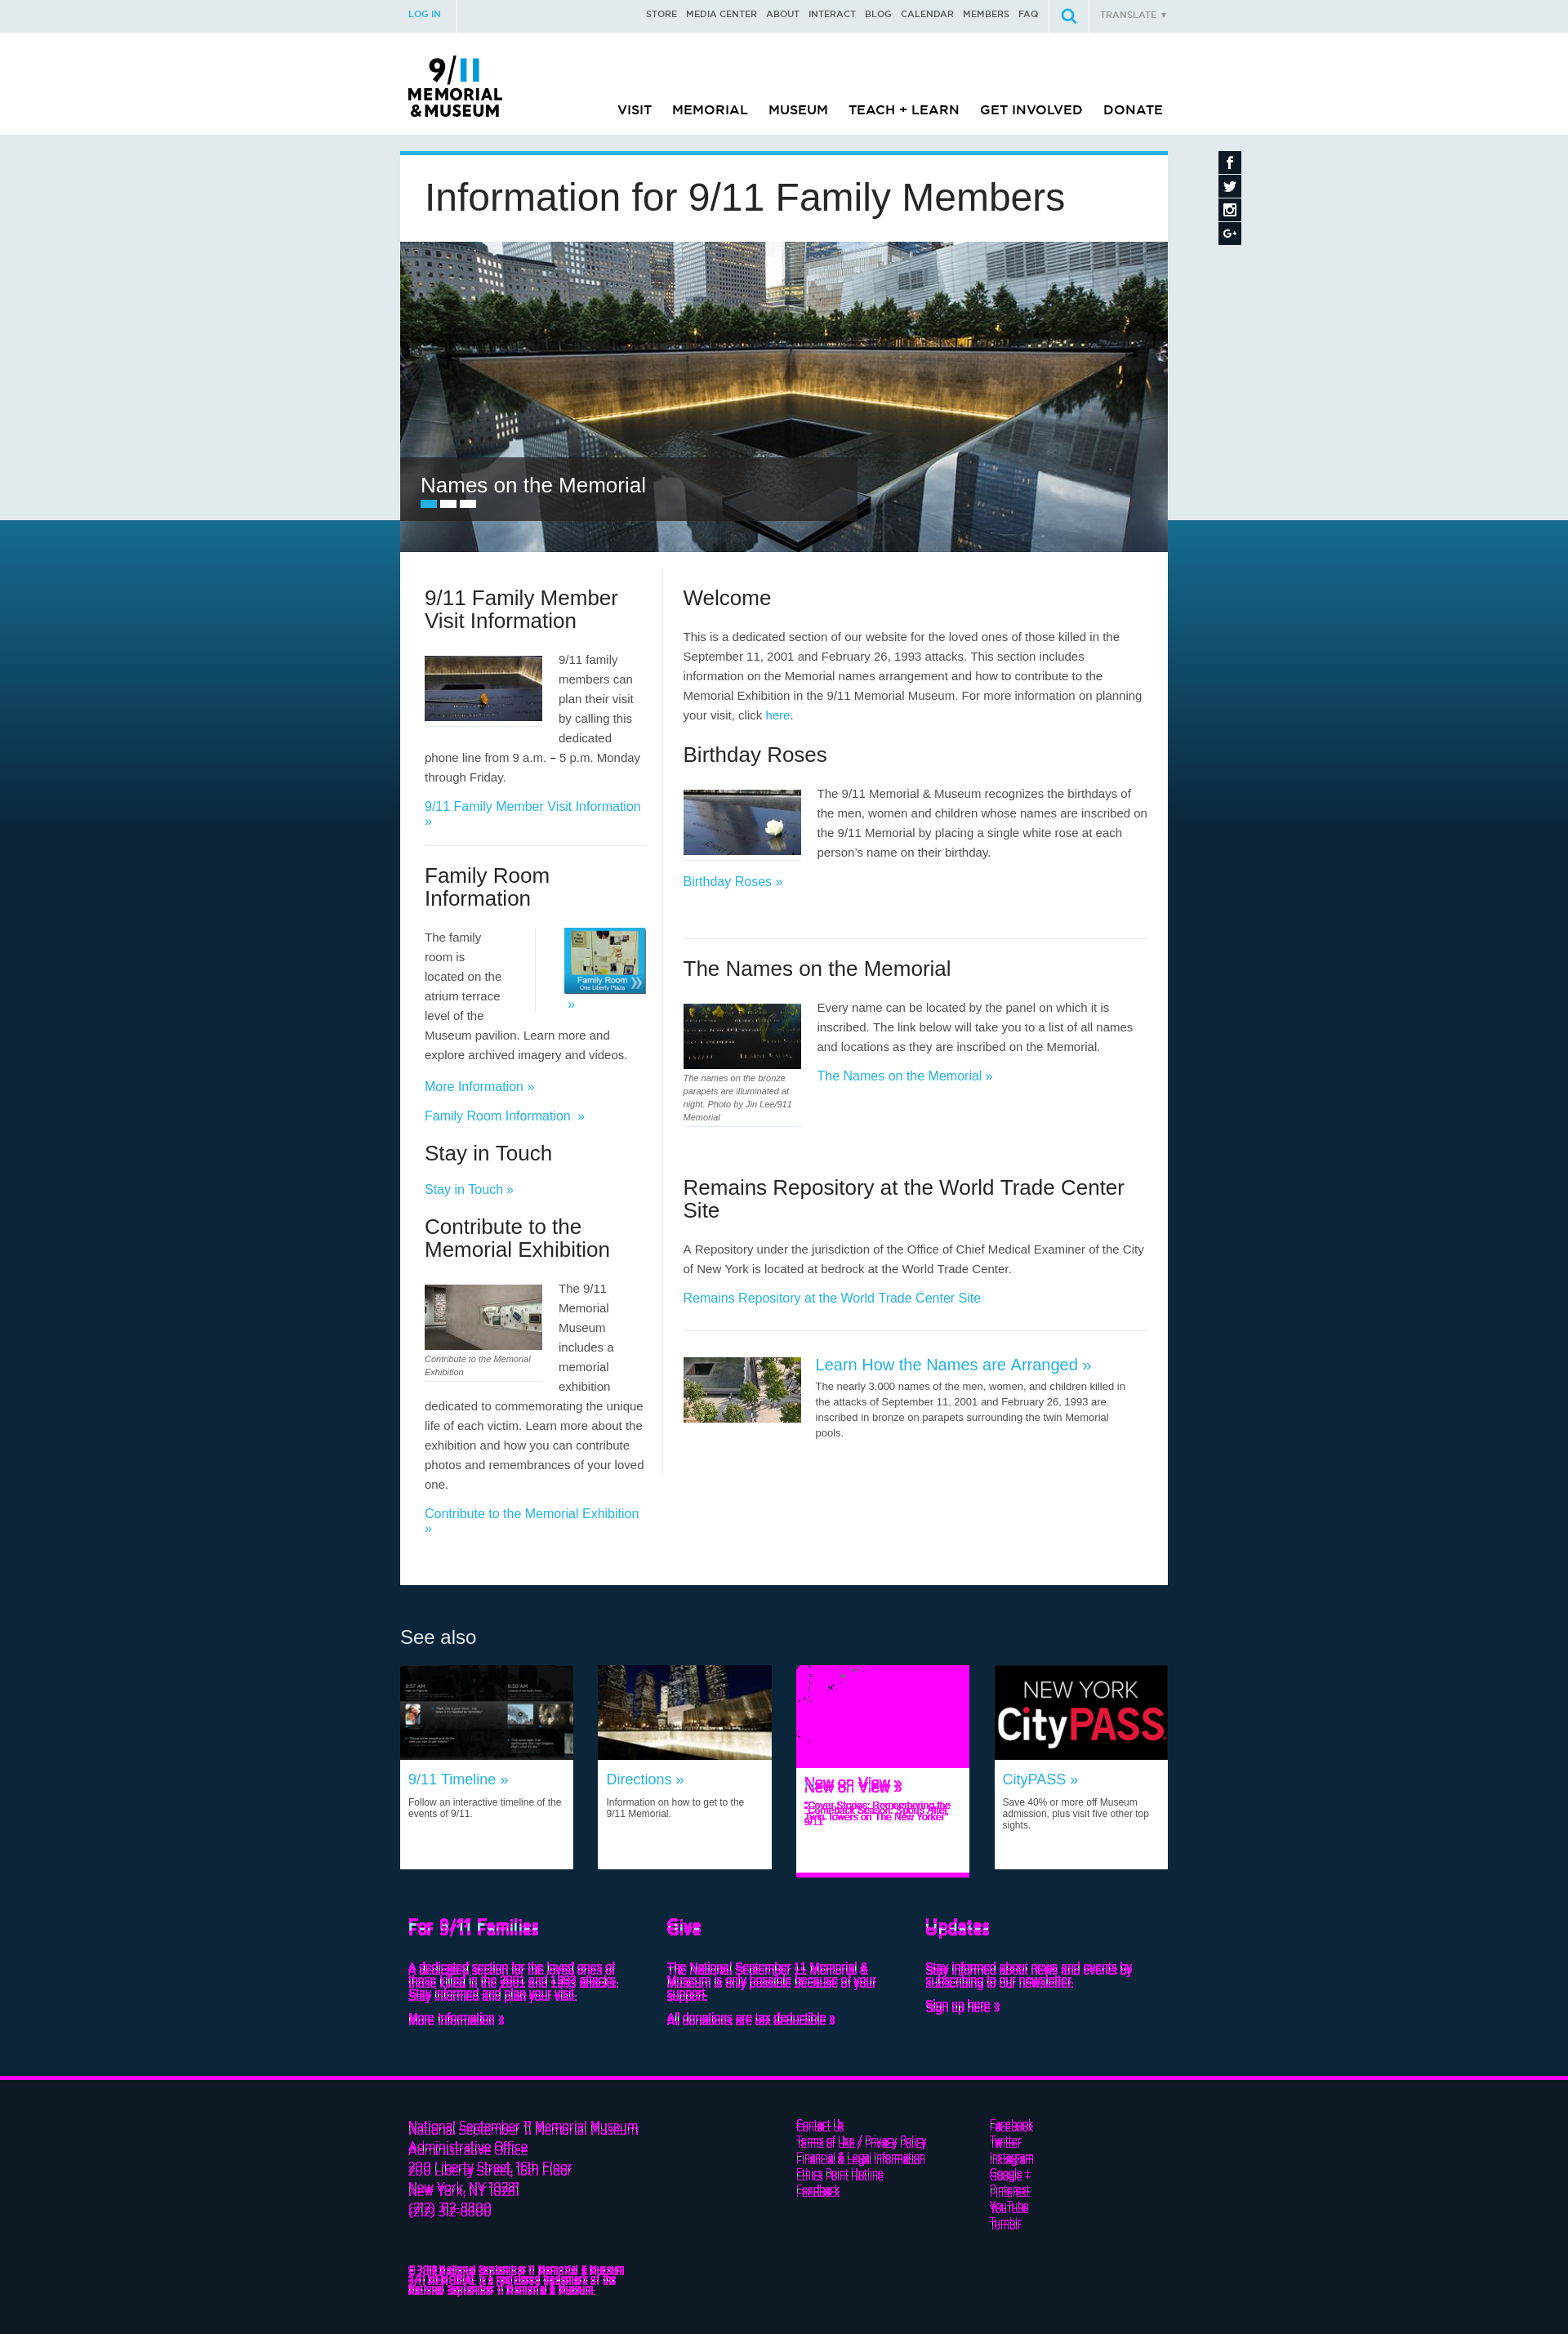 LOG IN
STORE MEDIA CENTER ABOUT INTERACT BLOG CALENDAR MEMBERS FAQ
TRANSLATE ▼
9/11
MEMORIAL
&MUSEUM
VISIT MEMORIAL MUSEUM TEACH + LEARN GET INVOLVED DONATE
Information for 9/11 Family Members
Names on the Memorial
9/11 Family Member
Visit Information
9/11 family
members can
plan their visit
by calling this
dedicated
phone line from 9 a.m. – 5 p.m. Monday
through Friday.
9/11 Family Member Visit Information
»
Family Room
Information
The family
room is
located on the
atrium terrace
level of the
Museum pavilion. Learn more and
explore archived imagery and videos.
Family Room
One Liberty Plaza
»
More Information »
Family Room Information »
Stay in Touch
Stay in Touch »
Contribute to the
Memorial Exhibition
The 9/11
Memorial
Museum
includes a
memorial
exhibition
Contribute to the Memorial
Exhibition
dedicated to commemorating the unique
life of each victim. Learn more about the
exhibition and how you can contribute
photos and remembrances of your loved
one.
Contribute to the Memorial Exhibition
»
Welcome
This is a dedicated section of our website for the loved ones of those killed in the
September 11, 2001 and February 26, 1993 attacks. This section includes
information on the Memorial names arrangement and how to contribute to the
Memorial Exhibition in the 9/11 Memorial Museum. For more information on planning
your visit, click here.
Birthday Roses
The 9/11 Memorial & Museum recognizes the birthdays of
the men, women and children whose names are inscribed on
the 9/11 Memorial by placing a single white rose at each
person’s name on their birthday.
Birthday Roses »
The Names on the Memorial
Every name can be located by the panel on which it is
inscribed. The link below will take you to a list of all names
and locations as they are inscribed on the Memorial.
The Names on the Memorial »
The names on the bronze
parapets are illuminated at
night. Photo by Jin Lee/911
Memorial
Remains Repository at the World Trade Center
Site
A Repository under the jurisdiction of the Office of Chief Medical Examiner of the City
of New York is located at bedrock at the World Trade Center.
Remains Repository at the World Trade Center Site
Learn How the Names are Arranged »
The nearly 3,000 names of the men, women, and children killed in
the attacks of September 11, 2001 and February 26, 1993 are
inscribed in bronze on parapets surrounding the twin Memorial
pools.
See also
9:57 AM
9:59 AM
9/11 Timeline »
Follow an interactive timeline of the
events of 9/11.
Directions »
Information on how to get to the
9/11 Memorial.
New on View »
"Cover Stories: Remembering the
Twin Towers on The New Yorker"
"Comeback Season: Sports After
9/11"
NEW YORK
CityPASS
CityPASS »
Save 40% or more off Museum
admission, plus visit five other top
sights.
For 9/11 Families
A dedicated section for the loved ones of
those killed in the 2001 and 1993 attacks.
Stay informed and plan your visit.
More Information »
Give
The National September 11 Memorial &
Museum is only possible because of your
support.
All donations are tax deductible »
Updates
Stay informed about news and events by
subscribing to our newsletter.
Sign up here »
National September 11 Memorial Museum
Administrative Office
200 Liberty Street, 16th Floor
New York, NY 10281
(212) 312-8800
Contact Us
Terms of Use / Privacy Policy
Financial & Legal Information
Ethics Point Hotline
Feedback
Facebook
Twitter
Instagram
Google +
Pinterest
YouTube
Tumblr
National September 11 Memorial & Museum
National September 11 Memorial & Museum.